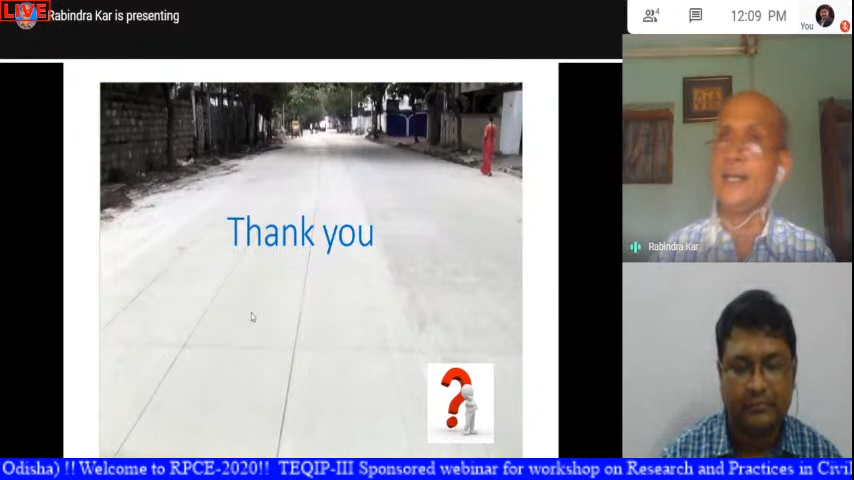 LIVE
Rabindra Kar is presenting
4
12:09 PM
You
Thank you
Rabindra Kar
Odisha) !! Welcome to RPCE-2020!! TEQIP-III Sponsored webinar for workshop on Research and Practices in Civil